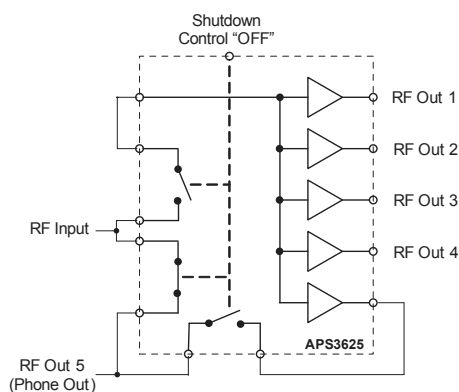 Shutdown
Control “OFF”
RF Out 1
RF Out 2
RF Out 3
RF Input
RF Out 4
APS3625
RF Out 5
(Phone Out)